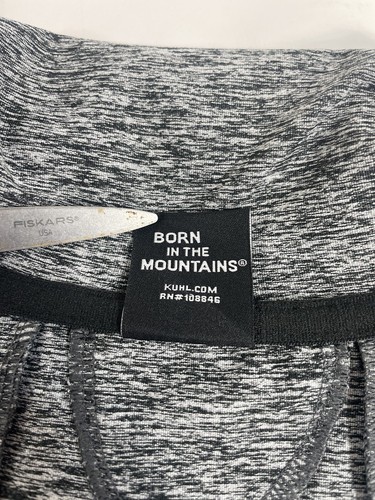 FISKARS®
USA
BORN
IN THE
MOUNTAINS®
KUHL.COM
RN#108846